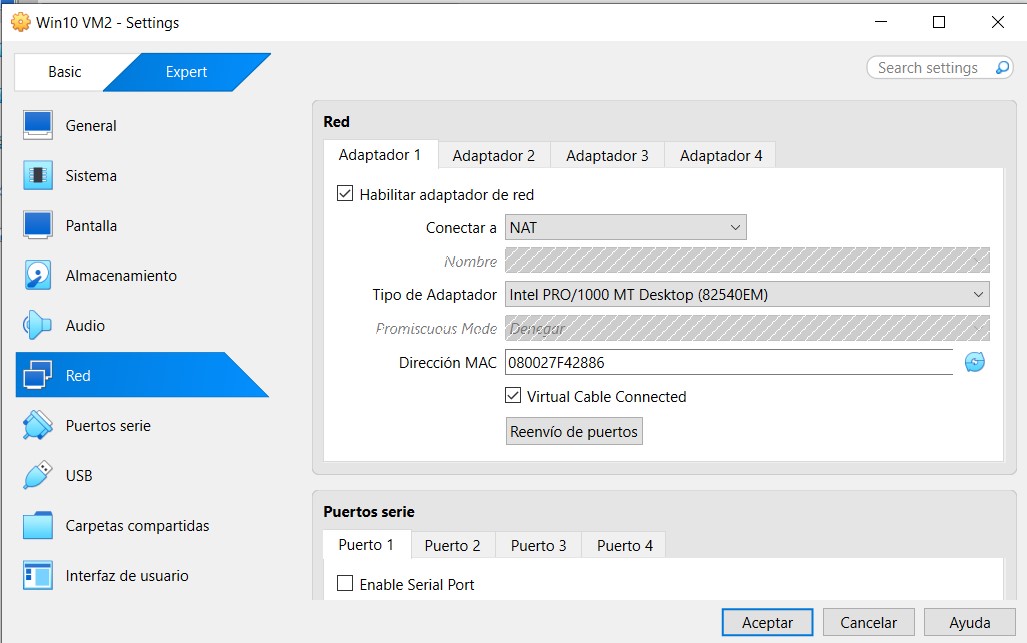 Win10 VM2 - Settings
Basic
Expert
Search settings
General
Sistema
Pantalla
Almacenamiento
Audio
Red
Puertos serie
USB
Carpetas compartidas
Interfaz de usuario
Red
Adaptador 1
Adaptador 2
Adaptador 3
Adaptador 4
Habilitar adaptador de red
Conectar a NAT
Nombre
Tipo de Adaptador Intel PRO/1000 MT Desktop (82540EM)
Promiscuous Mode Denegar
Dirección MAC 080027F42886
Virtual Cable Connected
Reenvío de puertos
Puertos serie
Puerto 1
Puerto 2
Puerto 3
Puerto 4
Enable Serial Port
Aceptar
Cancelar
Ayuda